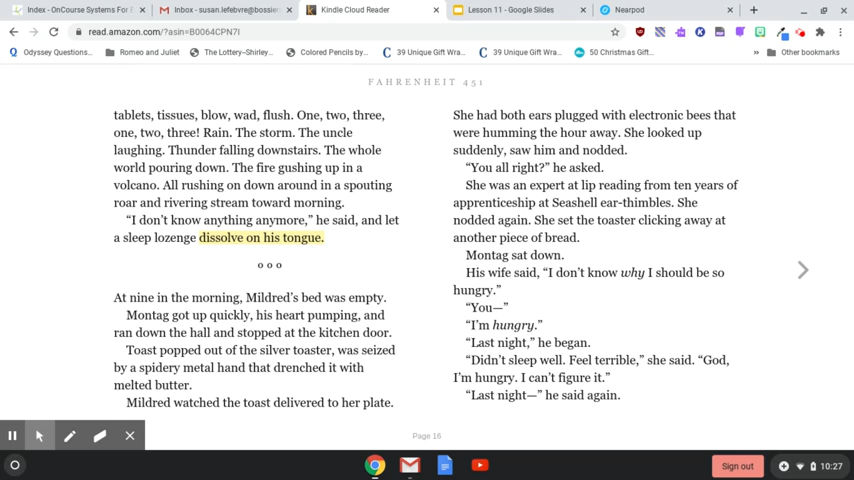 Index - OnCourse Systems For E
Gmail - susan.lefebvre@bossier
Kindle Cloud Reader
Lesson 11 - Google Slides
Nearpod
read.amazon.com/?asin=B0064CPN7I
Odyssey Questions...
Romeo and Juliet
The Lottery--Shirley...
Colored Pencils by...
39 Unique Gift Wra...
39 Unique Gift Wra...
50 Christmas Gift...
Other bookmarks
FAHRENHEIT 451
tablets, tissues, blow, wad, flush. One, two, three,
one, two, three! Rain. The storm. The uncle
laughing. Thunder falling downstairs. The whole
world pouring down. The fire gushing up in a
volcano. All rushing on down around in a spouting
roar and rivering stream toward morning.
“I don’t know anything anymore,” he said, and let
a sleep lozenge dissolve on his tongue.
o o o
At nine in the morning, Mildred’s bed was empty.
Montag got up quickly, his heart pumping, and
ran down the hall and stopped at the kitchen door.
Toast popped out of the silver toaster, was seized
by a spidery metal hand that drenched it with
melted butter.
Mildred watched the toast delivered to her plate.
She had both ears plugged with electronic bees that
were humming the hour away. She looked up
suddenly, saw him and nodded.
“You all right?” he asked.
She was an expert at lip reading from ten years of
apprenticeship at Seashell ear-thimbles. She
nodded again. She set the toaster clicking away at
another piece of bread.
Montag sat down.
His wife said, “I don’t know why I should be so
hungry.”
“You—”
“I’m hungry.”
“Last night,” he began.
“Didn’t sleep well. Feel terrible,” she said. “God,
I’m hungry. I can’t figure it.”
“Last night—” he said again.
Page 16
Sign out
10:27